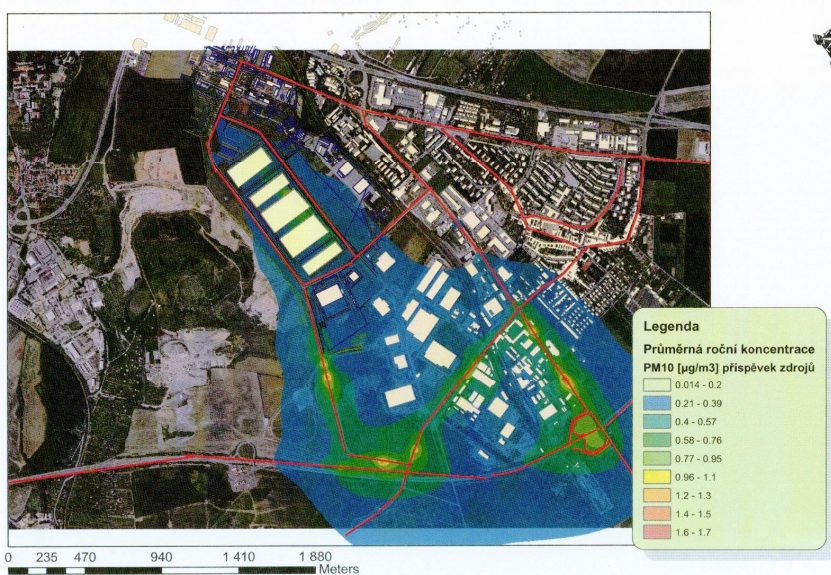 Legenda
Průměrná roční koncentrace
PM10 [µg/m3] příspěvek zdrojů
0.014 - 0.2
0.21 - 0.39
0.4 - 0.57
0.58 - 0.76
0.77 - 0.95
0.96 - 1.1
1.2 - 1.3
1.4 - 1.5
1.6 - 1.7
0 235 470 940 1 410 1 880
Meters